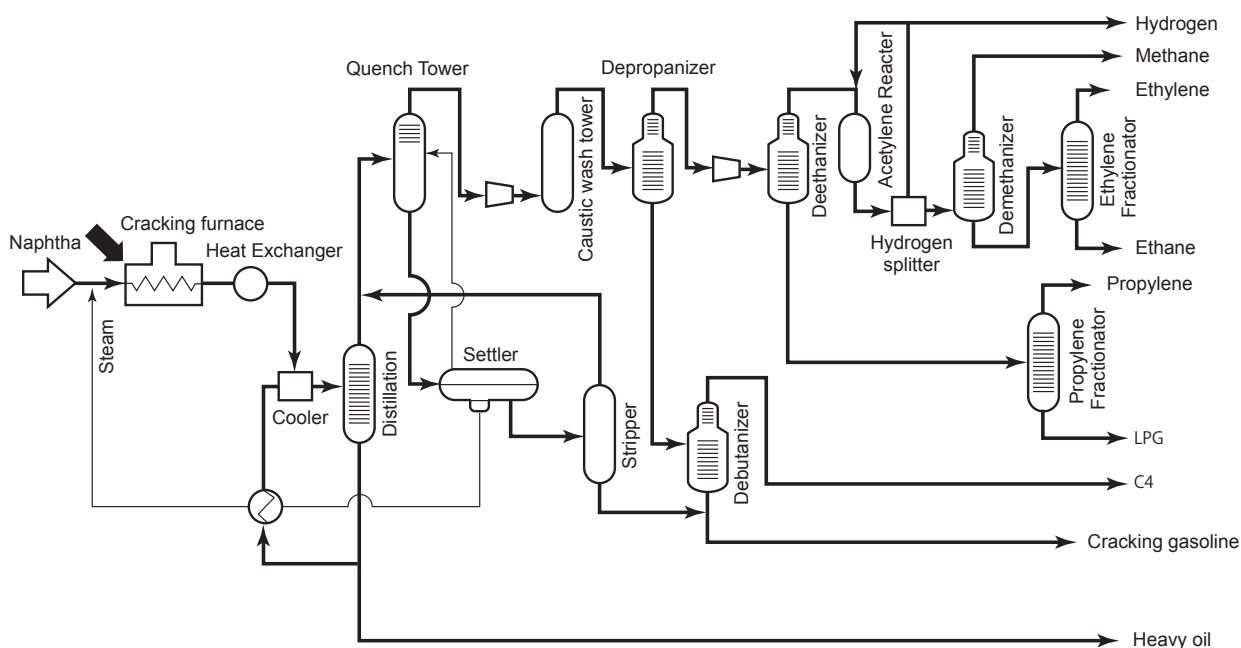 Hydrogen
Methane
Ethylene
Quench Tower
Depropanizer
Acetylene Reacter
Caustic wash tower
Deethanizer
Demethanizer
Ethylene
Fractionator
Cracking furnace
Naphtha
Heat Exchanger
Hydrogen
splitter
Ethane
Propylene
Steam
Settler
Propylene
Fractionator
Cooler
Distillation
Stripper
Debutanizer
LPG
C4
Cracking gasoline
Heavy oil